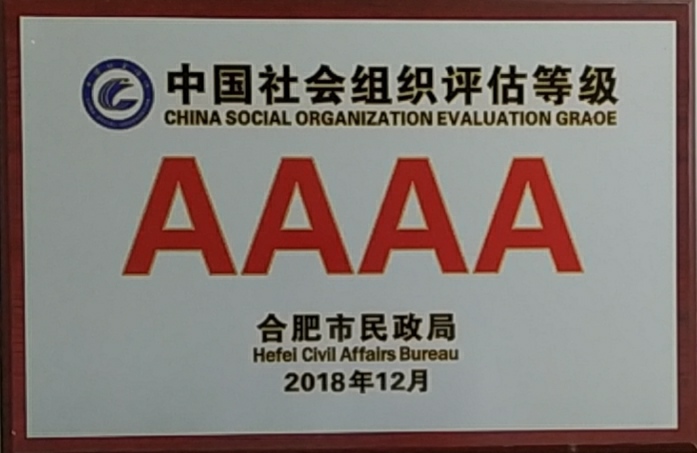 中国社会组织评估等级
CHINA SOCIAL ORGANIZATION EVALUATION GRAOE
AAAA
合肥市民政局
Hefei Civil Affairs Bureau
2018年12月